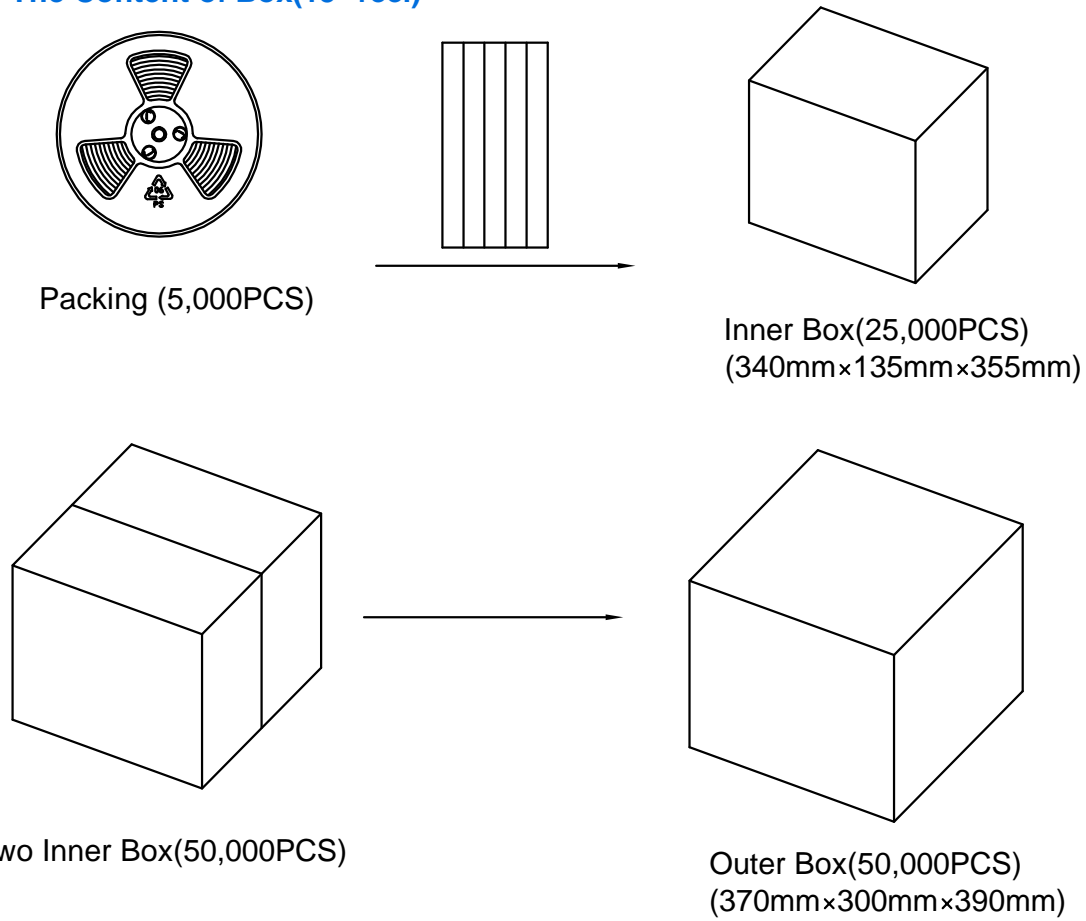 Packing (5,000PCS)
Inner Box(25,000PCS)
(340mm×135mm×355mm)
Inner Box(50,000PCS)
Outer Box(50,000PCS)
(370mm×300mm×390mm)